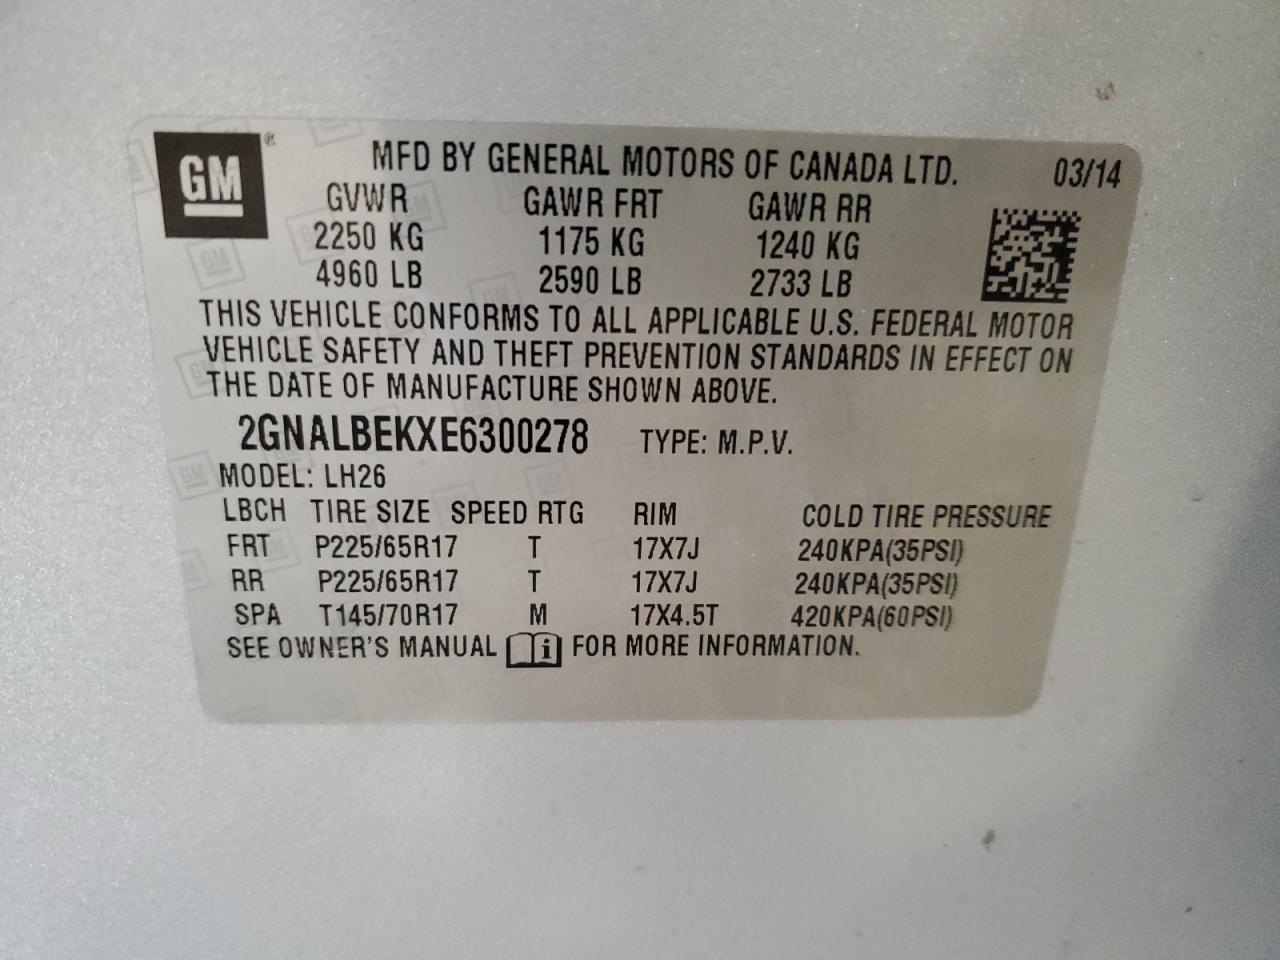 GM ® MFD BY GENERAL MOTORS OF CANADA LTD. 03/14
GVWR GAWR FRT GAWR RR
2250 KG 1175 KG 1240 KG
4960 LB 2590 LB 2733 LB
THIS VEHICLE CONFORMS TO ALL APPLICABLE U.S. FEDERAL MOTOR
VEHICLE SAFETY AND THEFT PREVENTION STANDARDS IN EFFECT ON
THE DATE OF MANUFACTURE SHOWN ABOVE.
2GNALBEKXE6300278 TYPE: M.P.V.
MODEL: LH26
LBCH TIRE SIZE SPEED RTG RIM COLD TIRE PRESSURE
FRT P225/65R17 T 17X7J 240KPA(35PSI)
RR P225/65R17 T 17X7J 240KPA(35PSI)
SPA T145/70R17 M 17X4.5T 420KPA(60PSI)
SEE OWNER'S MANUAL i FOR MORE INFORMATION.